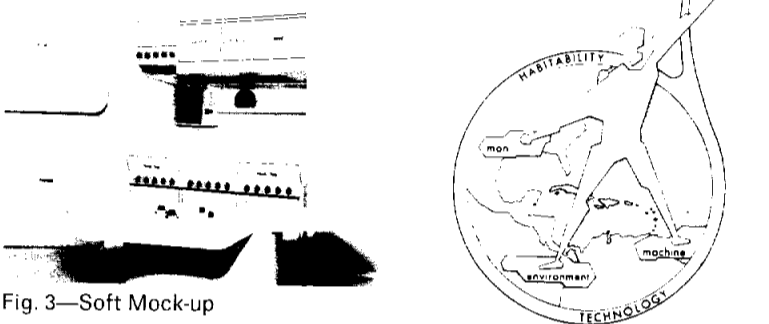 Fig. 3—Soft Mock-up
HABITABILITY
man
environment
machine
TECHNOLOGY